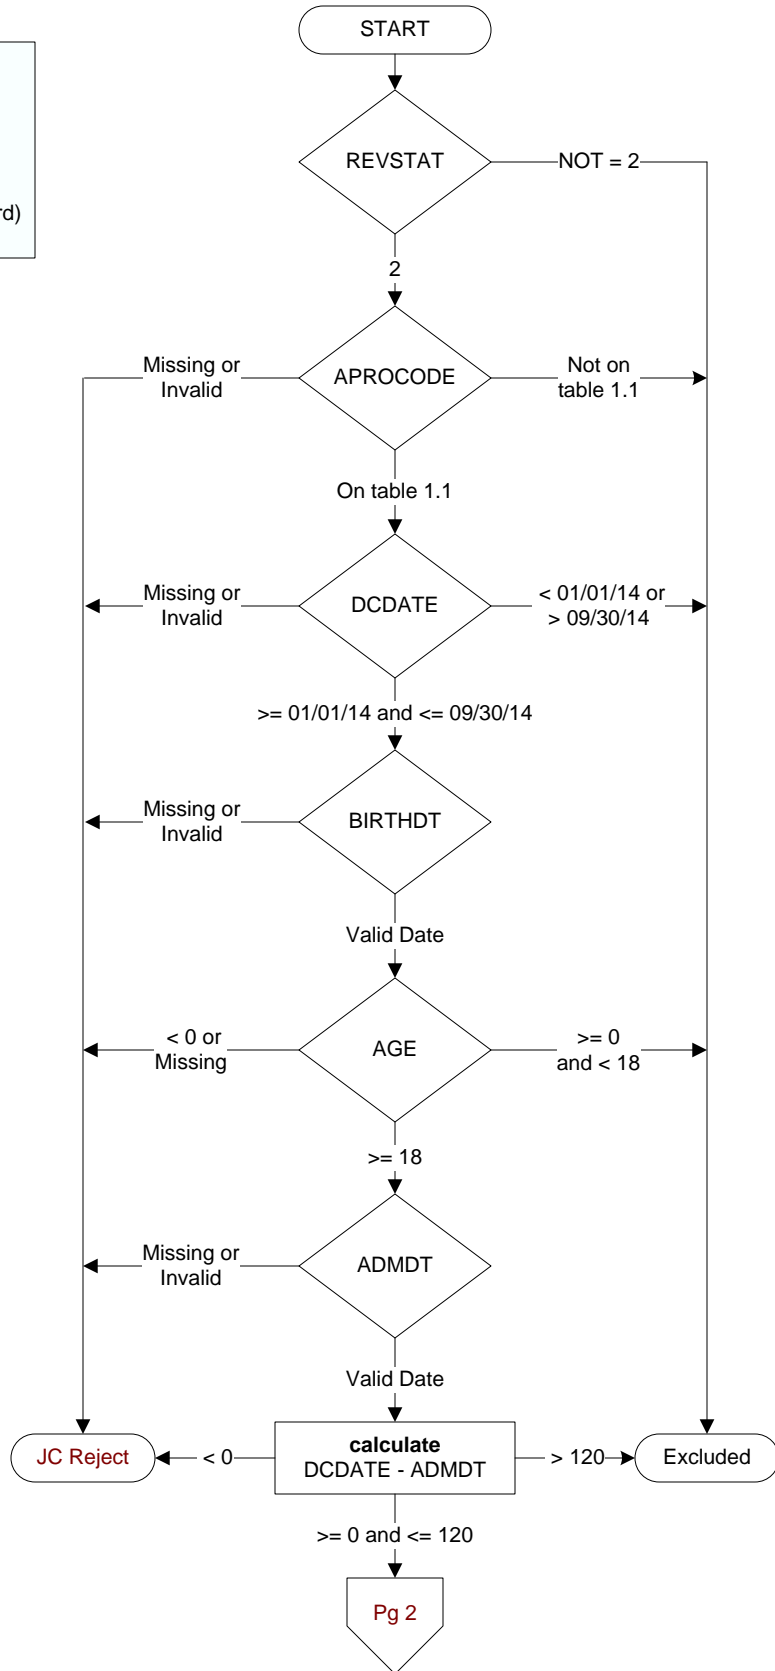 START
REVSTAT
NOT = 2
rd)
2
Missing or
Invalid
APROCODE
Not on
table 1.1
On table 1.1
Missing or
Invalid
DCDATE
< 01/01/14 or
> 09/30/14
>= 01/01/14 and <= 09/30/14
Missing or
Invalid
BIRTHDT
Valid Date
< 0 or
Missing
AGE
>= 0
and < 18
>= 18
Missing or
Invalid
ADMDT
Valid Date
JC Reject
< 0
calculate
DCDATE - ADMDT
> 120
Excluded
>= 0 and <= 120
Pg 2